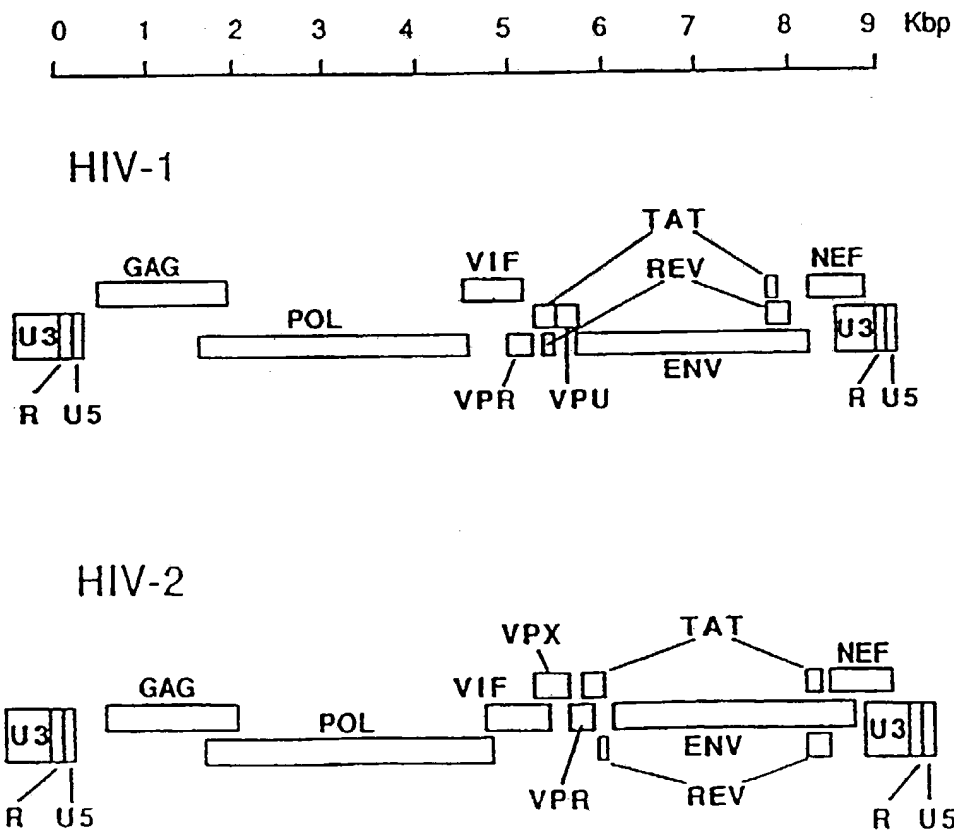 0 1 2 3 4 5 6 7 8 9 Kbp
HIV-1
TAT
GAG VIF REV NEF
U3 POL U3
ENV
R U5 VPR VPU R U5
HIV-2
VPX TAT NEF
GAG VIF
U3 POL ENV U3
VPR REV
R U5 R U5